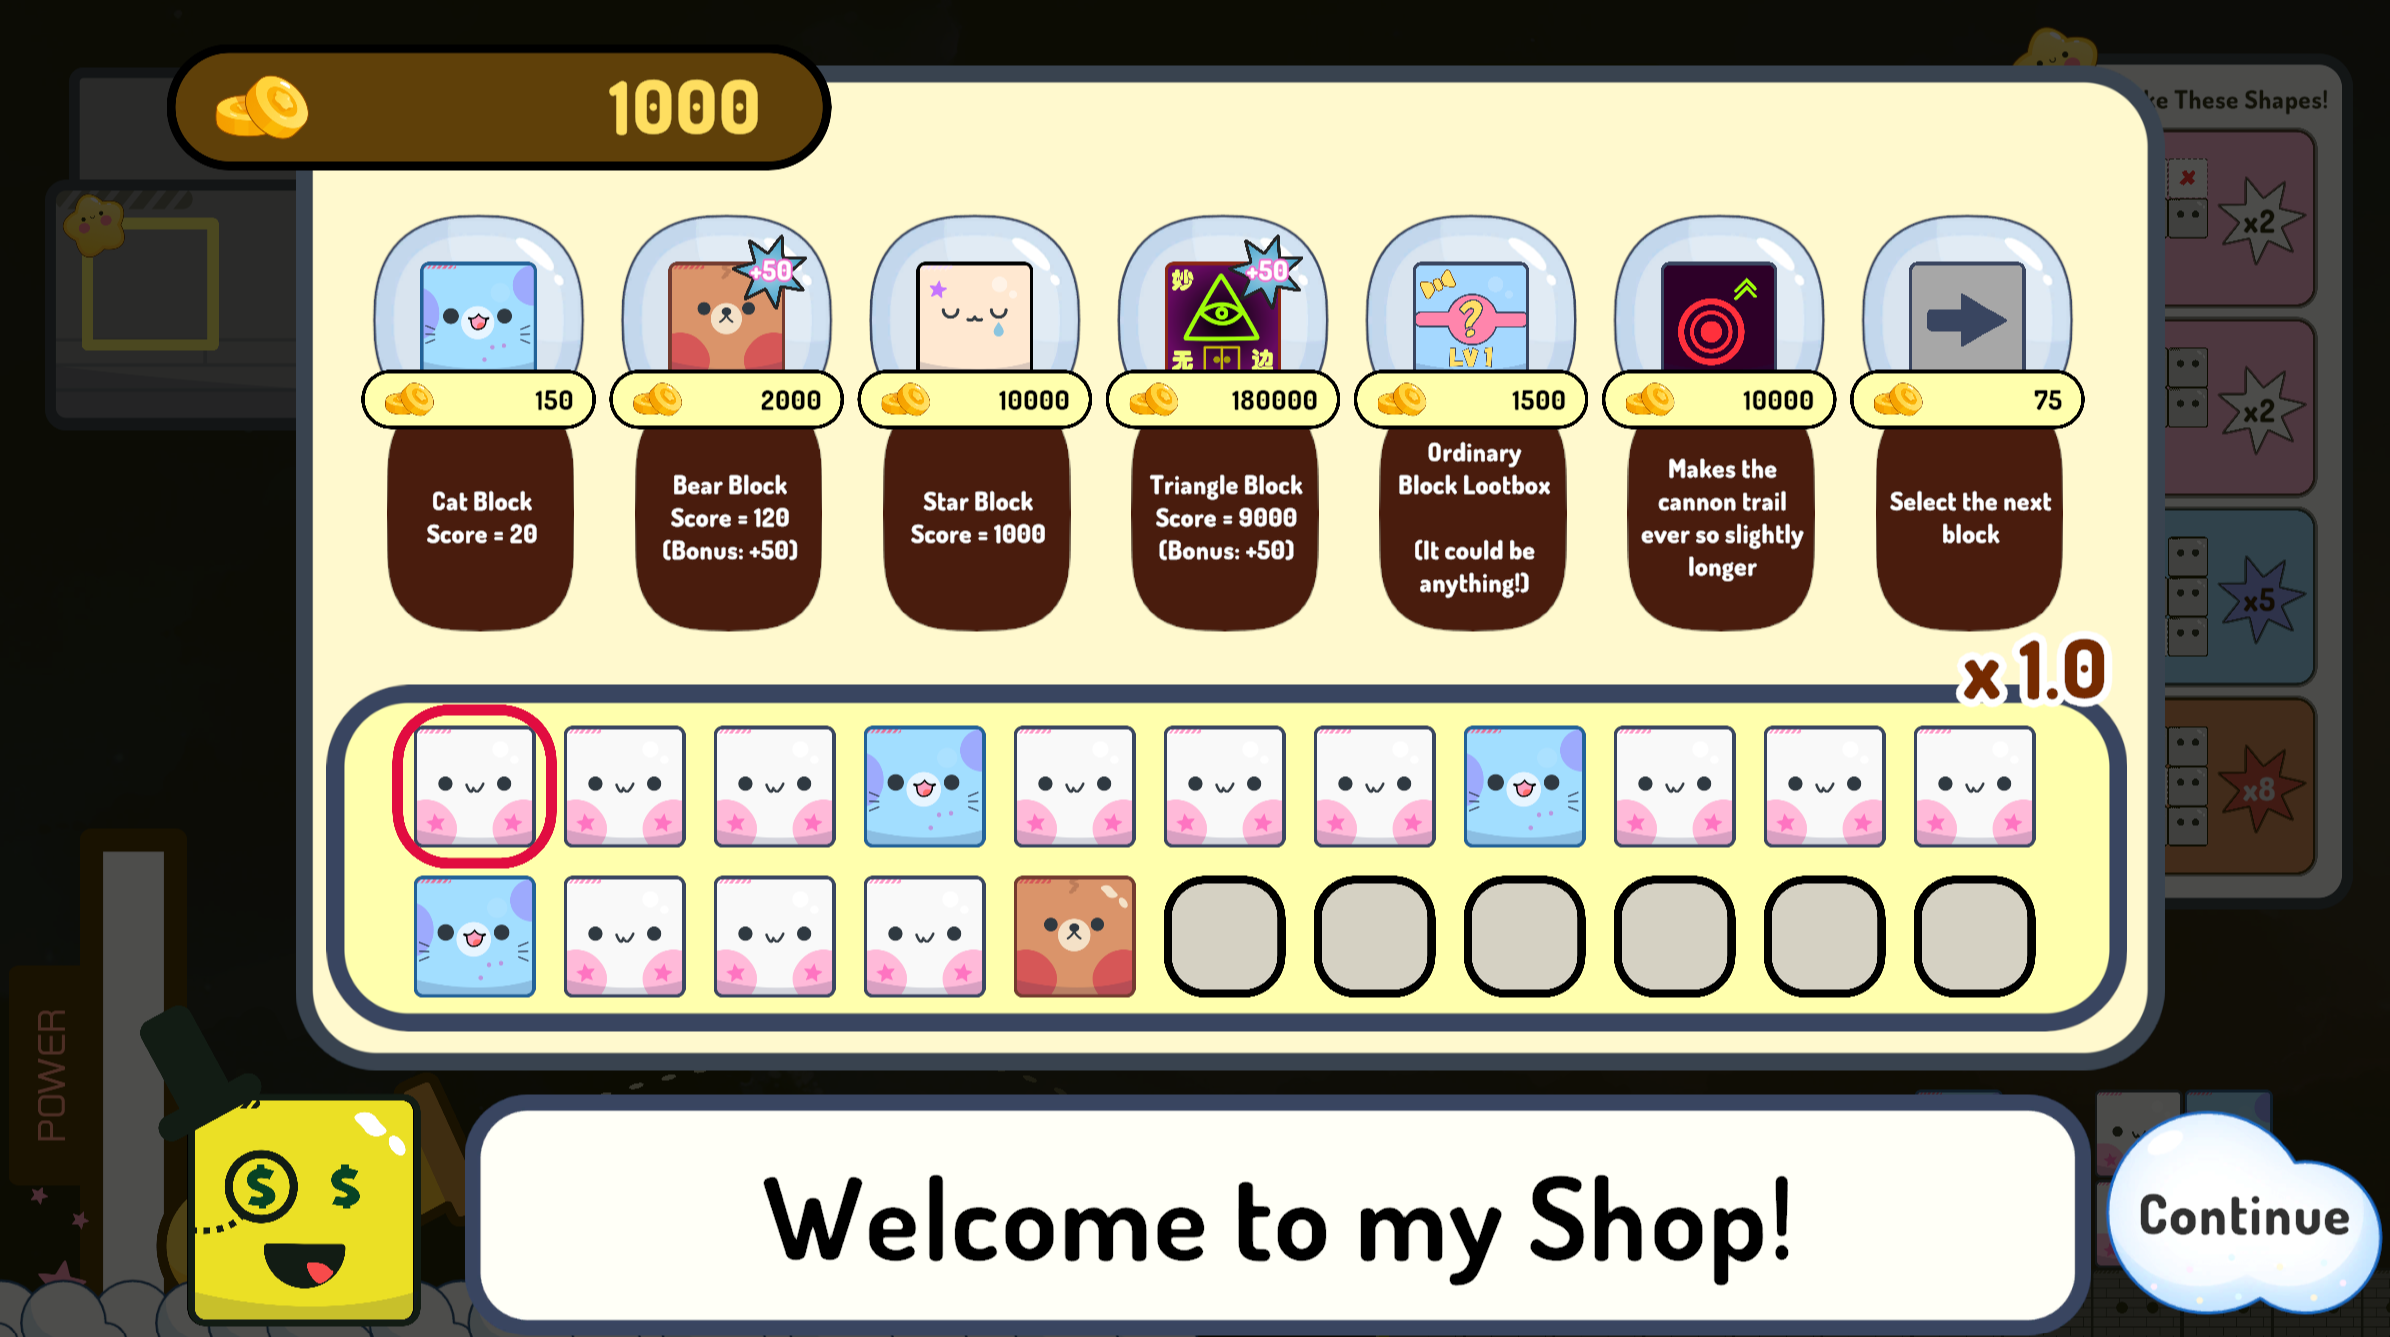 1000
ke These Shapes!
x2
x2
x5
x8
+50
妙
无
边
+50
?
LV 1
150
2000
10000
180000
1500
10000
75
Cat Block
Score = 20
Bear Block
Score = 120
(Bonus: +50)
Star Block
Score = 1000
Triangle Block
Score = 9000
(Bonus: +50)
Ordinary
Block Lootbox
(It could be
anything!)
Makes the
cannon trail
ever so slightly
longer
Select the next
block
x1.0
POWER
$ $
Welcome to my Shop!
Continue